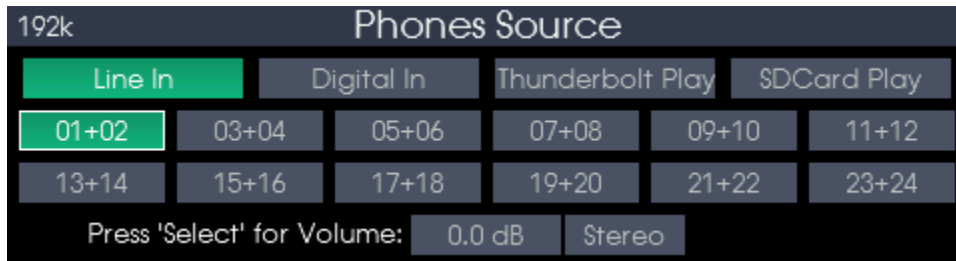 192k Phones Source
Line In Digital In Thunderbolt Play SDCard Play
01+02 03+04 05+06 07+08 09+10 11+12
13+14 15+16 17+18 19+20 21+22 23+24
Press 'Select' for Volume: 0.0 dB Stereo